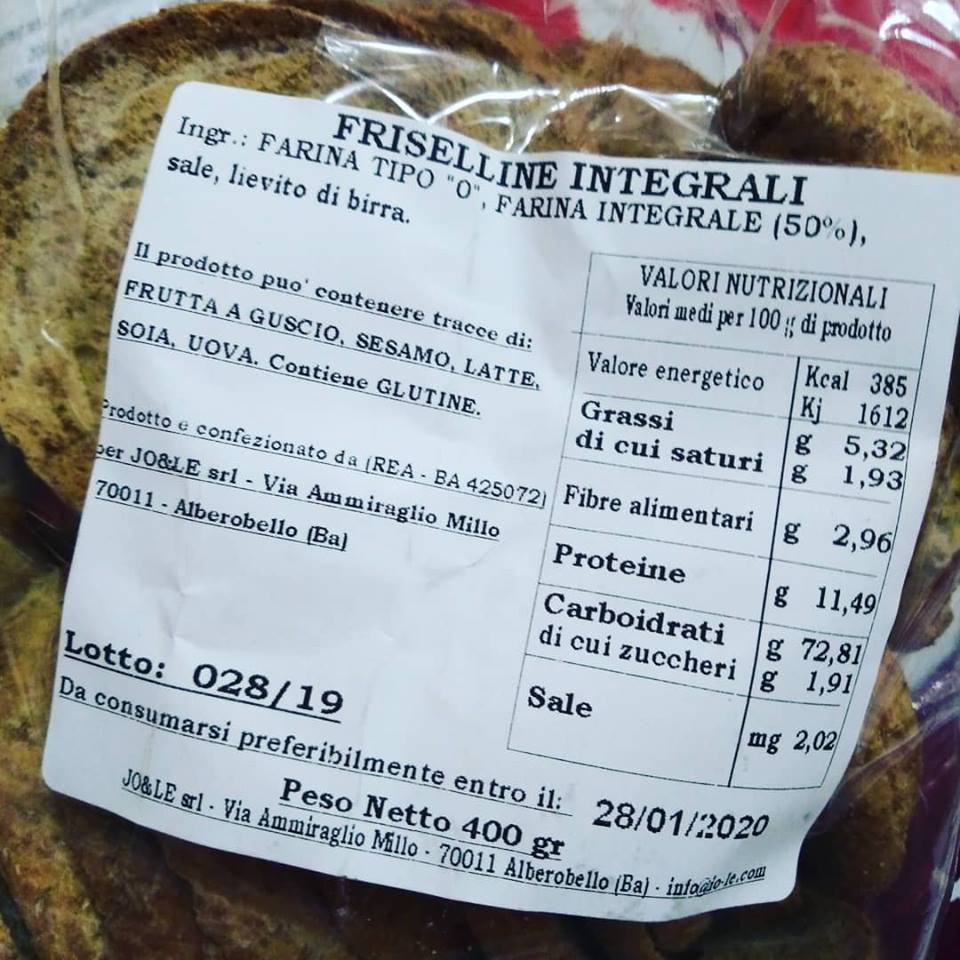 FRISELLINE INTEGRALI
Ingr.: FARINA TIPO "0", FARINA INTEGRALE (50%),
sale, lievito di birra.
Il prodotto puo' contenere tracce di:
FRUTTA A GUSCIO, SESAMO, LATTE,
SOIA, UOVA. Contiene GLUTINE.
Prodotto e confezionato da (REA - BA 425072)
per JO&LE srl - Via Ammiraglio Millo
70011 - Alberobello (Ba)
VALORI NUTRIZIONALI
Valori medi per 100 g di prodotto
Valore energetico Kcal 385
Kj 1612
Grassi g 5,32
di cui saturi g 1,93
Fibre alimentari g 2,96
Proteine g 11,49
Carboidrati g 72,81
di cui zuccheri g 1,91
Sale mg 2,02
Lotto: 028/19
Da consumarsi preferibilmente entro il: 28/01/2020
Peso Netto 400 gr
JO&LE srl - Via Ammiraglio Millo - 70011 Alberobello (Ba) - info@jo-le.com